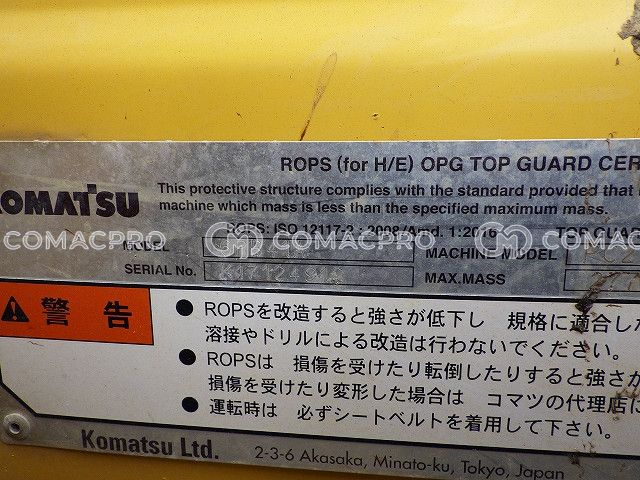 ROPS (for H/E) OPG TOP GUARD CER
KOMATSU
This protective structure complies with the standard provided that
machine which mass is less than the specified maximum mass.
ROPS: ISO 12117-2 : 2008/Amd. 1:2016 TOP GUA
COMACPRO COMACPRO COMACPRO
MODEL MACHINE MODEL
SERIAL No. MAX.MASS
警告
● ROPSを改造すると強さが低下し 規格に適合し
溶接やドリルによる改造は行わないでください。
● ROPSは 損傷を受けたり転倒したりすると強さが
損傷を受けたり変形した場合は コマツの代理店に
● 運転時は 必ずシートベルトを着用して下さい。
Komatsu Ltd. 2-3-6 Akasaka, Minato-ku, Tokyo, Japan